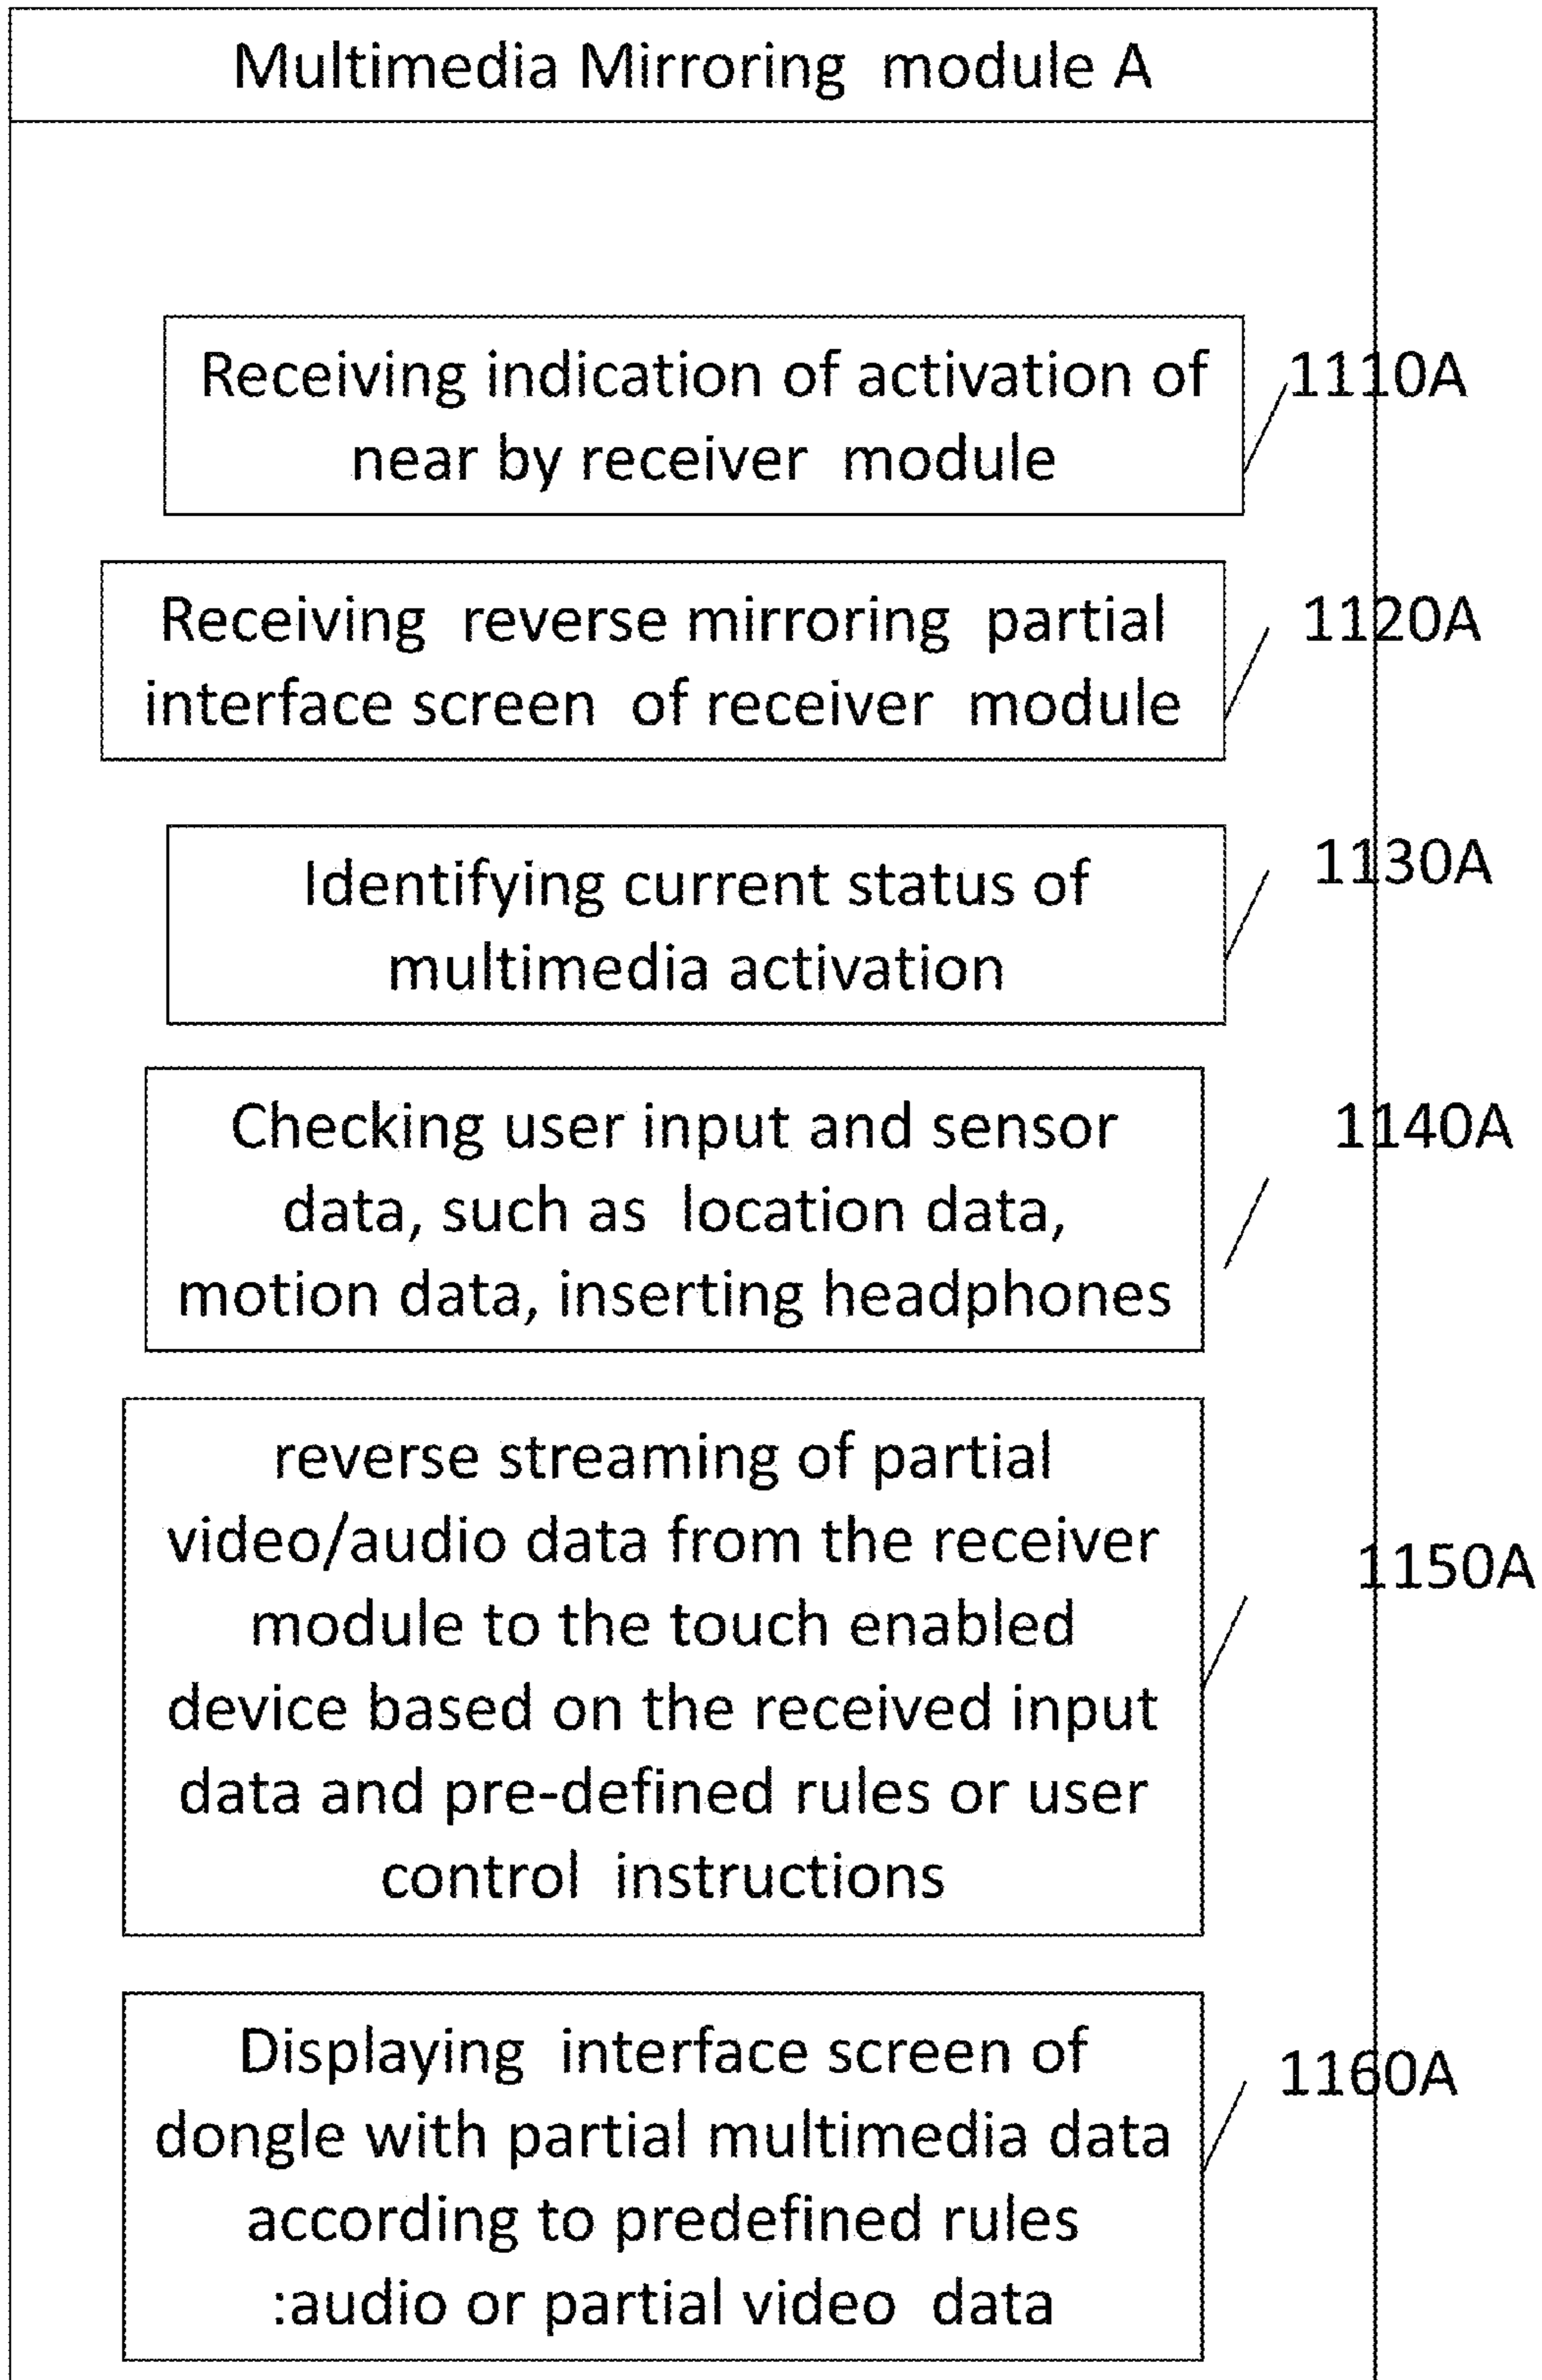 Multimedia Mirroring module A
Receiving indication of activation of
near by receiver module
1110A
Receiving reverse mirroring partial
interface screen of receiver module
1120A
Identifying current status of
multimedia activation
1130A
Checking user input and sensor
data, such as location data,
motion data, inserting headphones
1140A
reverse streaming of partial
video/audio data from the receiver
module to the touch enabled
device based on the received input
data and pre-defined rules or user
control instructions
1150A
Displaying interface screen of
dongle with partial multimedia data
according to predefined rules
:audio or partial video data
1160A